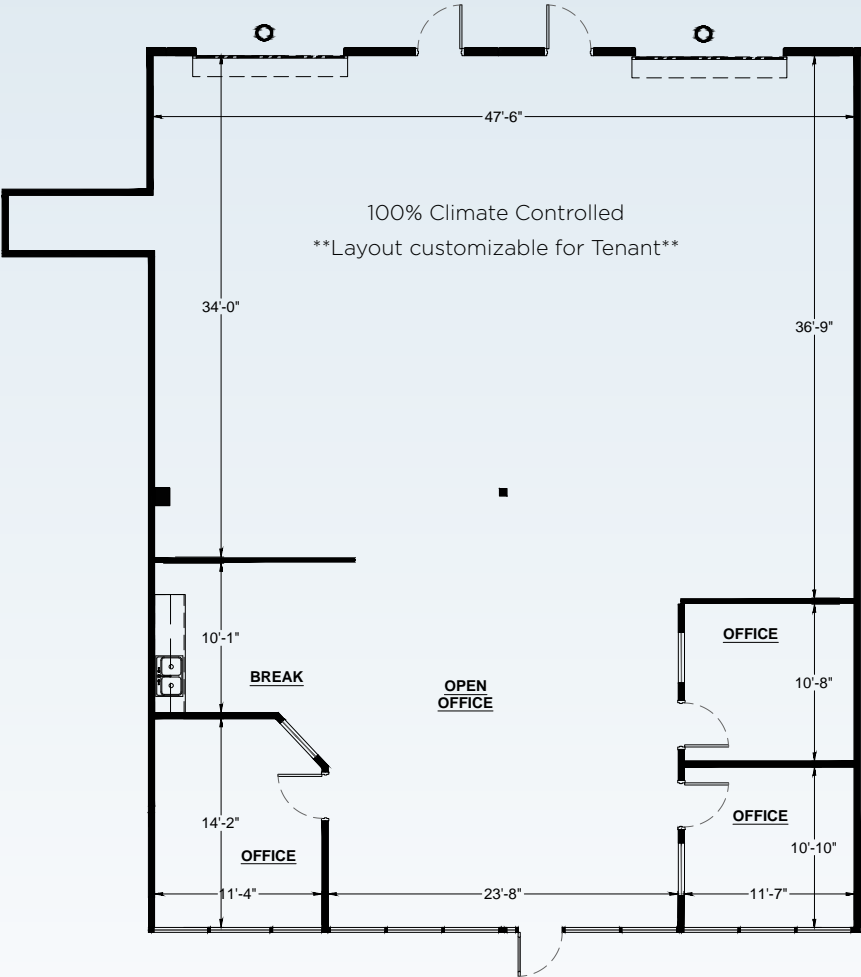 47'-6"
100% Climate Controlled
**Layout customizable for Tenant**
34'-0"
36'-9"
10'-1"
BREAK
OPEN
OFFICE
OFFICE
10'-8"
14'-2"
OFFICE
11'-4"
23'-8"
OFFICE
10'-10"
11'-7"